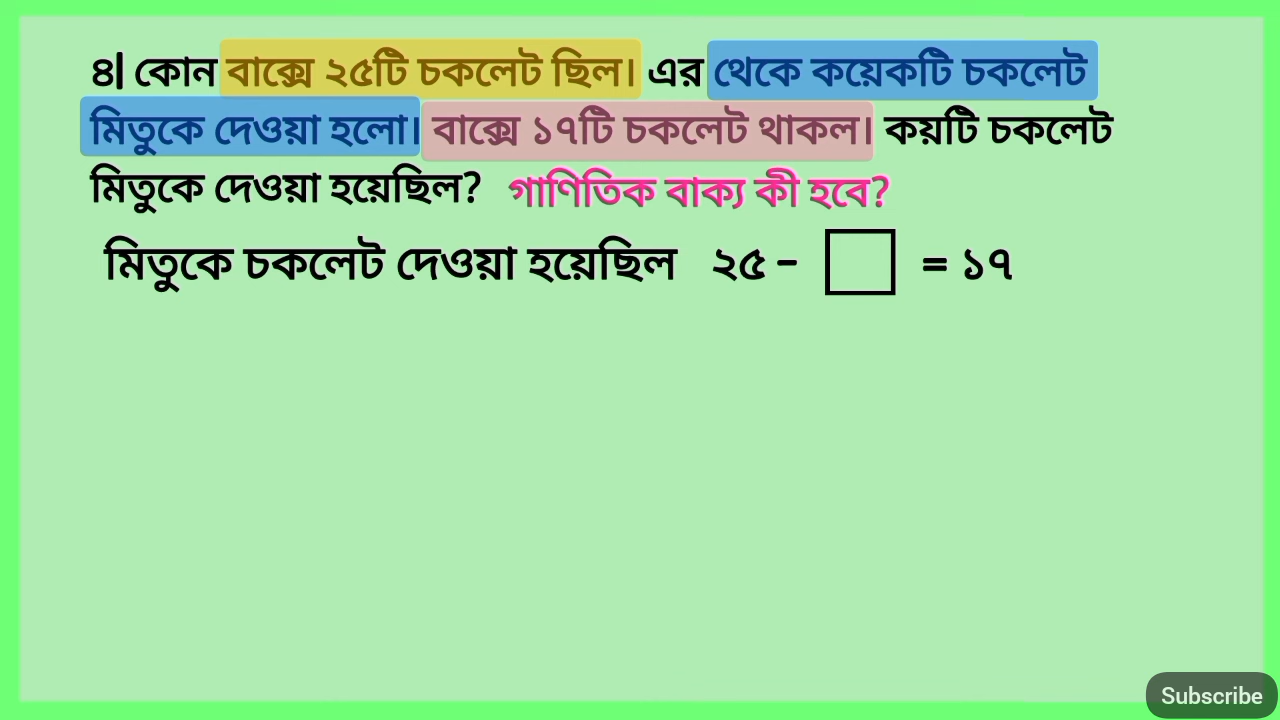 ৪| কোন বাক্সে ২৫টি চকলেট ছিল। এর থেকে কয়েকটি চকলেট
মিতুকে দেওয়া হলো। বাক্সে ১৭টি চকলেট থাকল। কয়টি চকলেট
মিতুকে দেওয়া হয়েছিল? গাণিতিক বাক্য কী হবে?
মিতুকে চকলেট দেওয়া হয়েছিল ২৫ - □ = ১৭
Subscribe